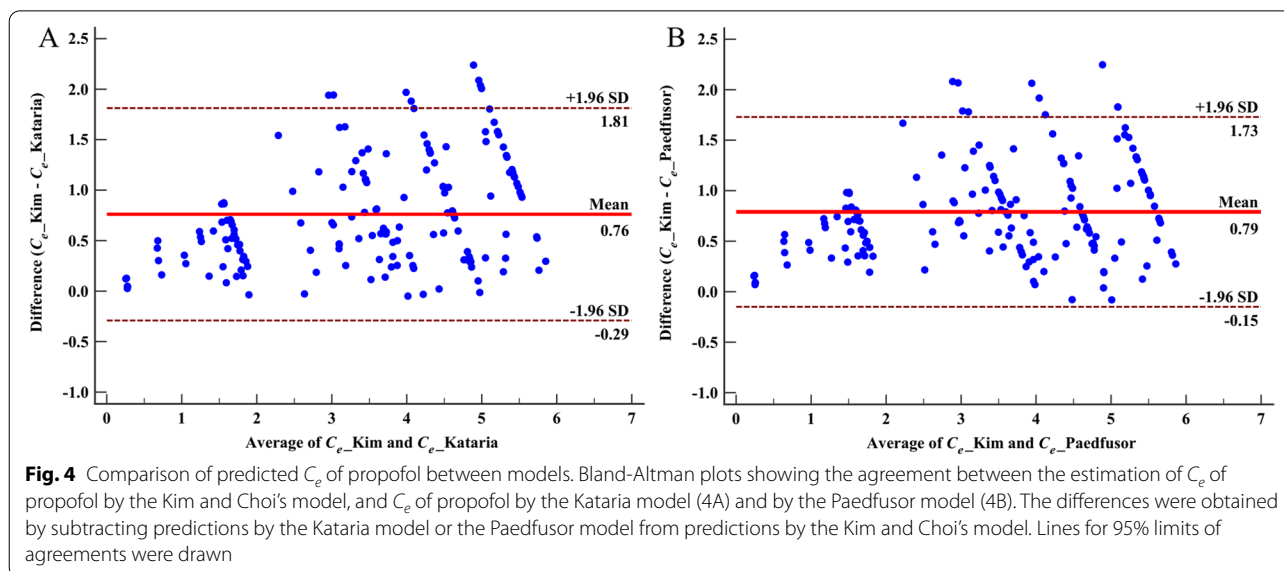 A
2.5
2.0
1.5
1.0
0.5
0.0
-0.5
-1.0
Difference (Ce_Kim - Ce_Kataria)
+1.96 SD
1.81
Mean
0.76
-1.96 SD
-0.29
0 1 2 3 4 5 6 7
Average of Ce_Kim and Ce_Kataria
B
2.5
2.0
1.5
1.0
0.5
0.0
-0.5
-1.0
Difference (Ce_Kim - Ce_Paedfusor)
+1.96 SD
1.73
Mean
0.79
-1.96 SD
-0.15
0 1 2 3 4 5 6 7
Average of Ce_Kim and Ce_Paedfusor
Fig. 4 Comparison of predicted Ce of propofol between models. Bland-Altman plots showing the agreement between the estimation of Ce of
propofol by the Kim and Choi’s model, and Ce of propofol by the Kataria model (4A) and by the Paedfusor model (4B). The differences were obtained
by subtracting predictions by the Kataria model or the Paedfusor model from predictions by the Kim and Choi’s model. Lines for 95% limits of
agreements were drawn